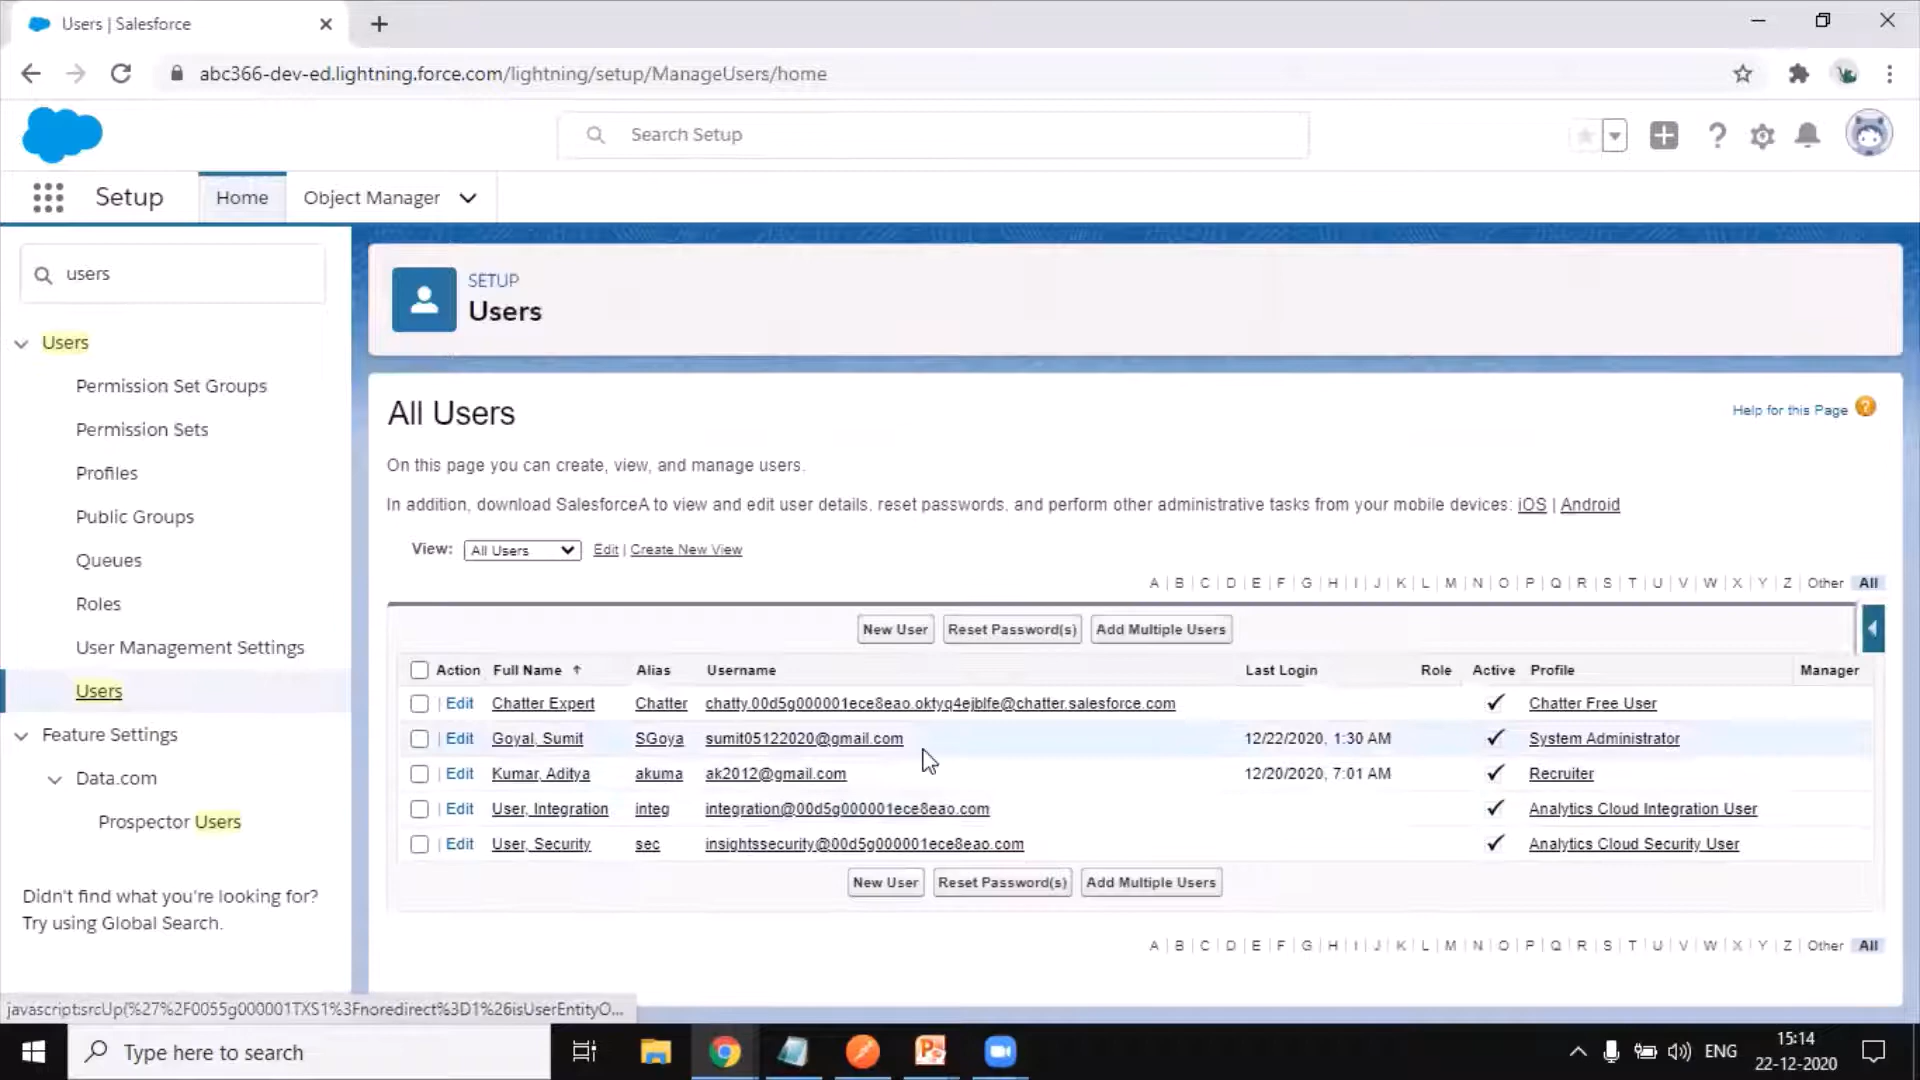 Users | Salesforce
abc366-dev-ed.lightning.force.com/lightning/setup/ManageUsers/home
Search Setup
Setup
Home
Object Manager
users
SETUP
Users
Users
Permission Set Groups
Permission Sets
Profiles
Public Groups
Queues
Roles
User Management Settings
Users
Feature Settings
Data.com
Prospector Users
Didn't find what you're looking for?
Try using Global Search.
All Users
Help for this Page
On this page you can create, view, and manage users.
In addition, download SalesforceA to view and edit user details, reset passwords, and perform other administrative tasks from your mobile devices: iOS | Android
View: All Users Edit | Create New View
A | B | C | D | E | F | G | H | I | J | K | L | M | N | O | P | Q | R | S | T | U | V | W | X | Y | Z | Other All
New User Reset Password(s) Add Multiple Users
Action Full Name ↑ Alias Username Last Login Role Active Profile Manager
| Edit Chatter Expert Chatter chatty.00d5g000001ece8eao.oktyq4ejblfe@chatter.salesforce.com ✓ Chatter Free User
| Edit Goyal, Sumit SGoya sumit05122020@gmail.com 12/22/2020, 1:30 AM ✓ System Administrator
| Edit Kumar, Aditya akuma ak2012@gmail.com 12/20/2020, 7:01 AM ✓ Recruiter
| Edit User, Integration integ integration@00d5g000001ece8eao.com ✓ Analytics Cloud Integration User
| Edit User, Security sec insightssecurity@00d5g000001ece8eao.com ✓ Analytics Cloud Security User
New User Reset Password(s) Add Multiple Users
A | B | C | D | E | F | G | H | I | J | K | L | M | N | O | P | Q | R | S | T | U | V | W | X | Y | Z | Other All
javascript:srcUp(%27%2F0055g000001TXS1%3Fnoredirect%3D1%26isUserEntityO...
Type here to search
ENG
15:14
22-12-2020